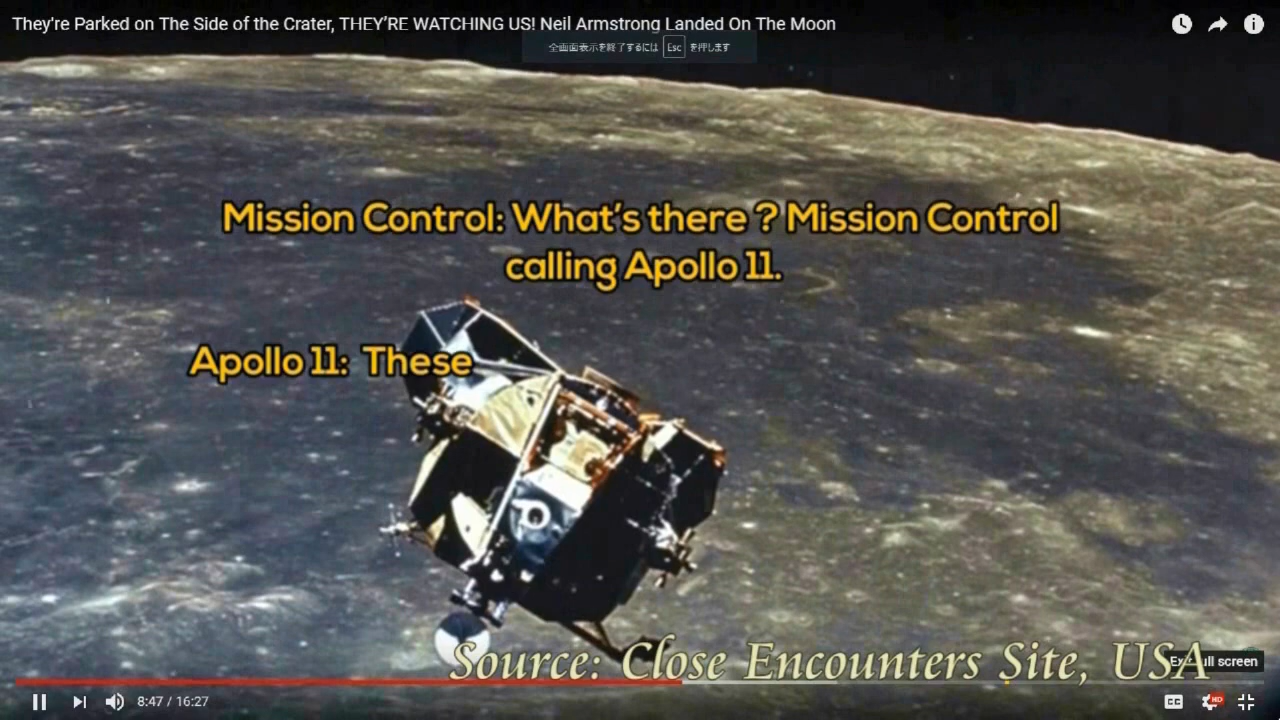 They're Parked on The Side of the Crater, THEY'RE WATCHING US! Neil Armstrong Landed On The Moon
全画面表示を終了するには Esc を押します
Mission Control: What's there ? Mission Control
calling Apollo 11.
Apollo 11: These
Source: Close Encounters Site, USA
full screen
8:47 / 16:27
CC
HD